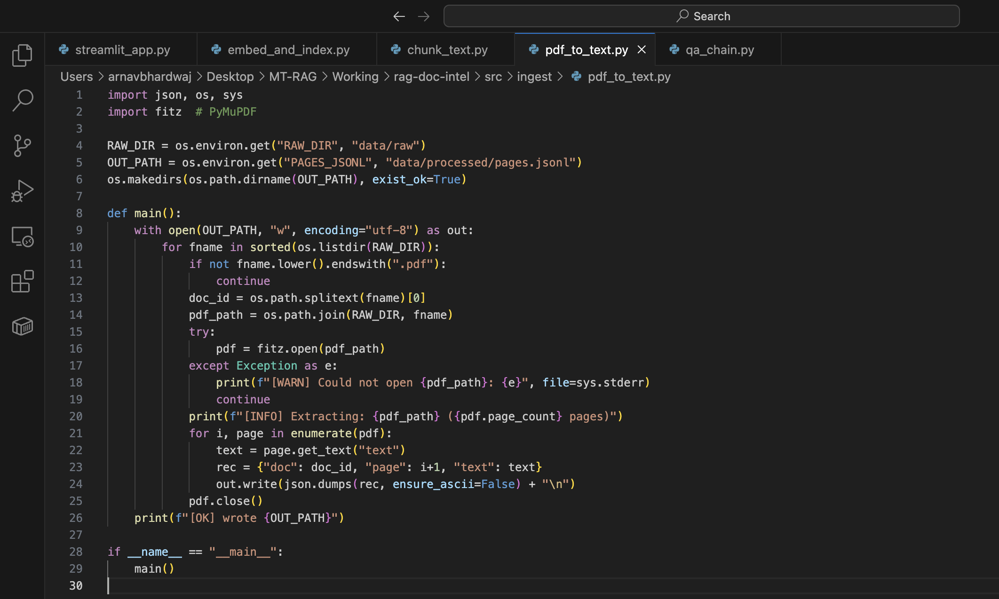 Search
streamlit_app.py embed_and_index.py chunk_text.py pdf_to_text.py qa_chain.py
Users > arnavbhardwaj > Desktop > MT-RAG > Working > rag-doc-intel > src > ingest > pdf_to_text.py
1 import json, os, sys
2 import fitz  # PyMuPDF
3
4 RAW_DIR = os.environ.get("RAW_DIR", "data/raw")
5 OUT_PATH = os.environ.get("PAGES_JSONL", "data/processed/pages.jsonl")
6 os.makedirs(os.path.dirname(OUT_PATH), exist_ok=True)
7
8 def main():
9     with open(OUT_PATH, "w", encoding="utf-8") as out:
10         for fname in sorted(os.listdir(RAW_DIR)):
11             if not fname.lower().endswith(".pdf"):
12                 continue
13             doc_id = os.path.splitext(fname)[0]
14             pdf_path = os.path.join(RAW_DIR, fname)
15             try:
16                 pdf = fitz.open(pdf_path)
17             except Exception as e:
18                 print(f"[WARN] Could not open {pdf_path}: {e}", file=sys.stderr)
19                 continue
20             print(f"[INFO] Extracting: {pdf_path} ({pdf.page_count} pages)")
21             for i, page in enumerate(pdf):
22                 text = page.get_text("text")
23                 rec = {"doc": doc_id, "page": i+1, "text": text}
24                 out.write(json.dumps(rec, ensure_ascii=False) + "\n")
25             pdf.close()
26     print(f"[OK] wrote {OUT_PATH}")
27
28 if __name__ == "__main__":
29     main()
30